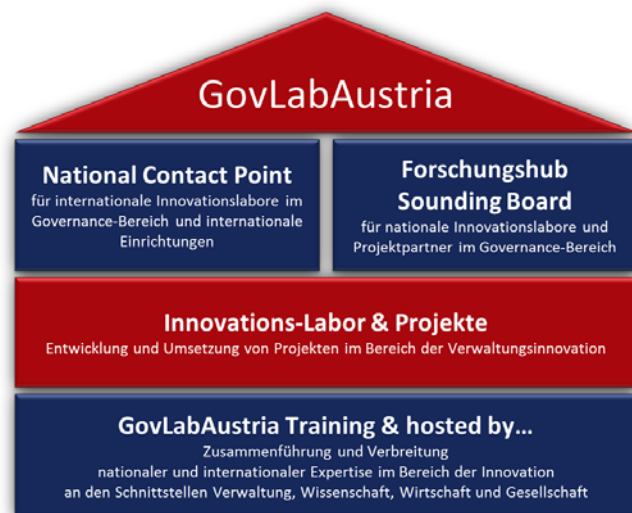 GovLabAustria
National Contact Point
für internationale Innovationslabore im
Governance-Bereich und internationale
Einrichtungen
Forschungshub
Sounding Board
für nationale Innovationslabore und
Projektpartner im Governance-Bereich
Innovations-Labor & Projekte
Entwicklung und Umsetzung von Projekten im Bereich der Verwaltungsinnovation
GovLabAustria Training & hosted by...
Zusammenführung und Verbreitung
nationaler und internationaler Expertise im Bereich der Innovation
an den Schnittstellen Verwaltung, Wissenschaft, Wirtschaft und Gesellschaft